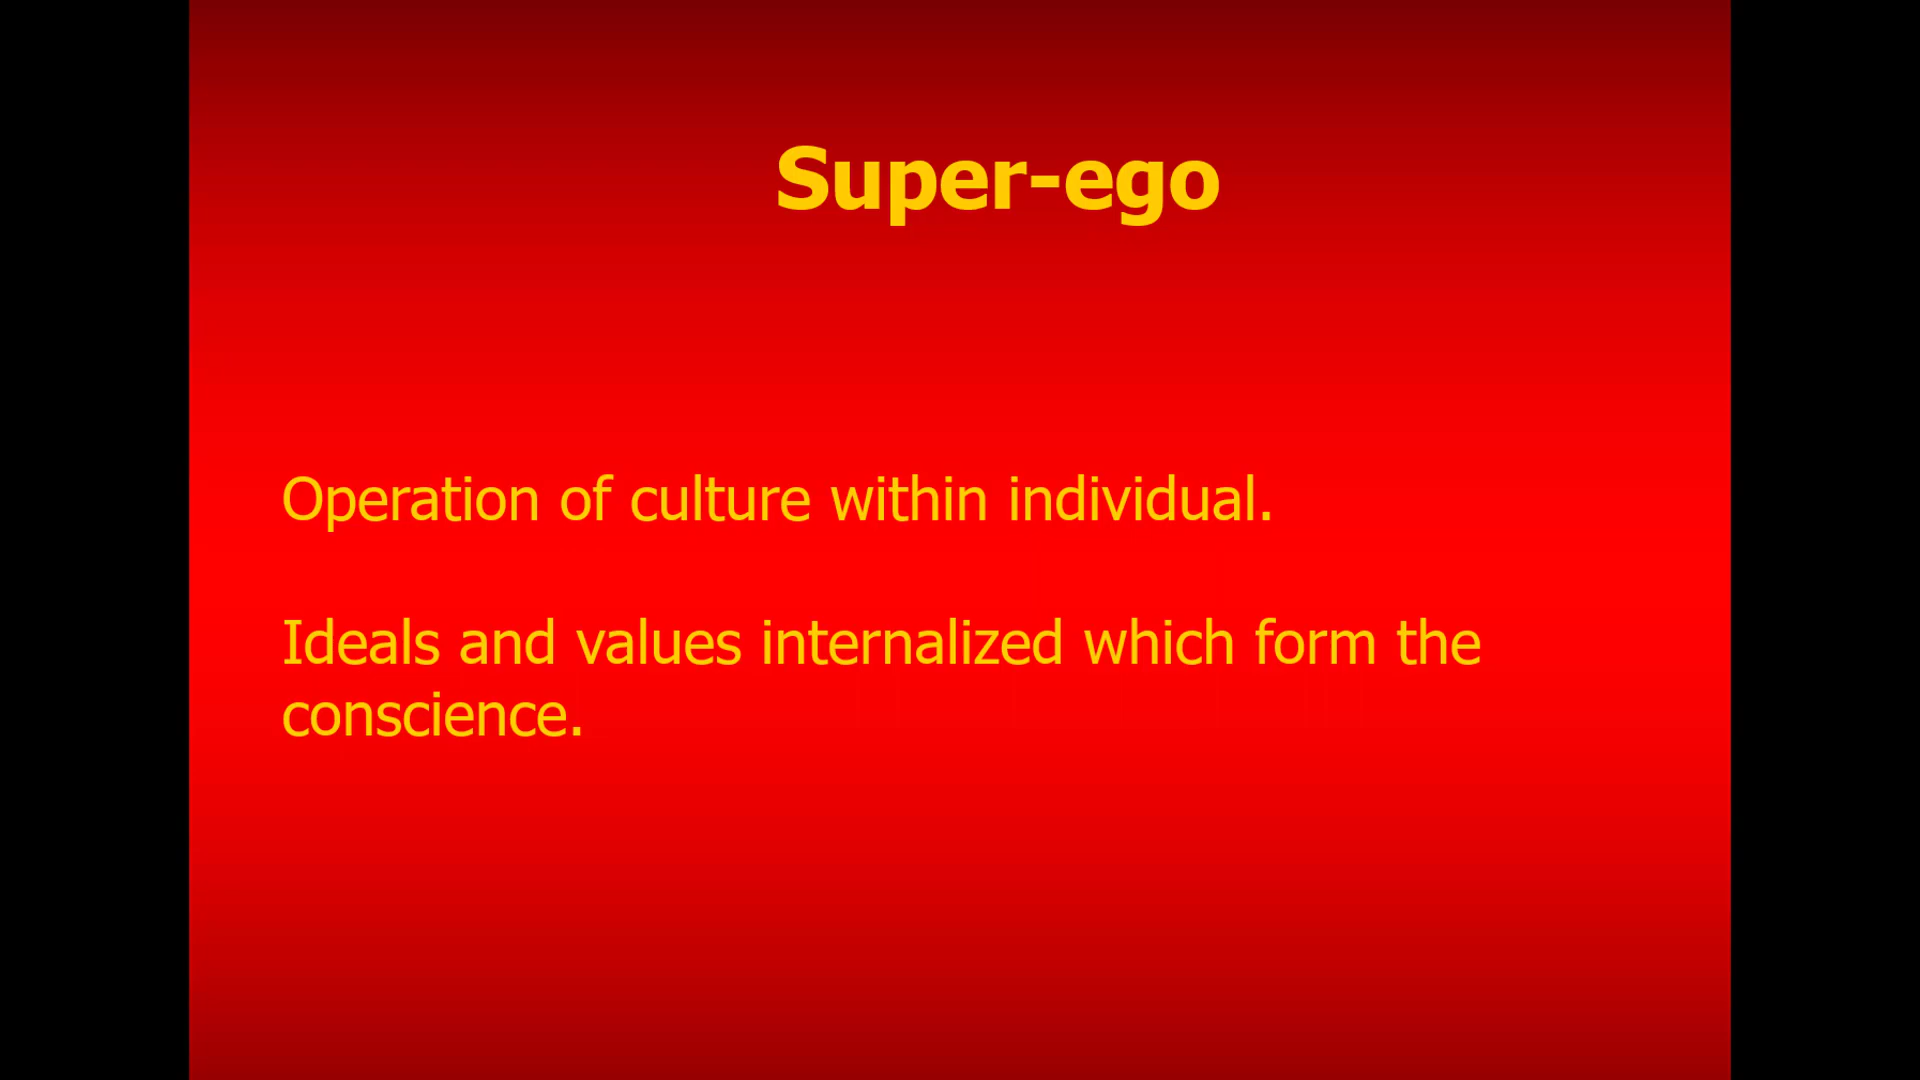 Super-ego
Operation of culture within individual.
Ideals and values internalized which form the
conscience.